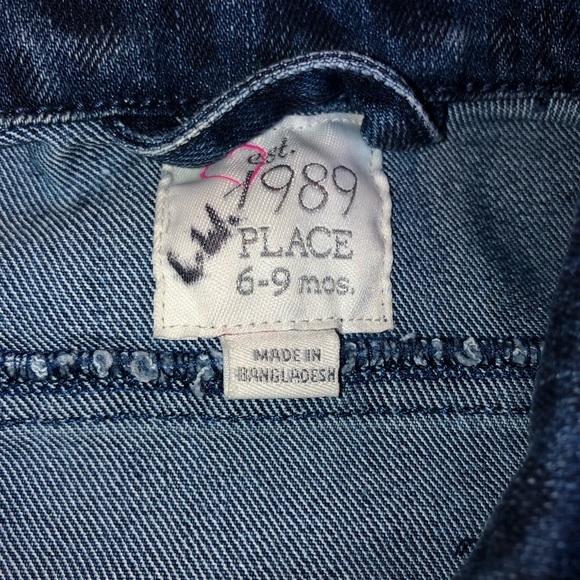 est.
1989
PLACE
6-9 mos.
MADE IN
BANGLADESH